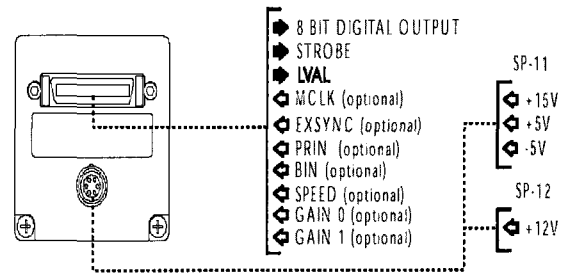 8 BIT DIGITAL OUTPUT
STROBE
LVAL
MCLK (optional)
EXSYNC (optional)
PRIN (optional)
BIN (optional)
SPEED (optional)
GAIN 0 (optional)
GAIN 1 (optional)
SP-11
+15V
+5V
-5V
SP-12
+12V